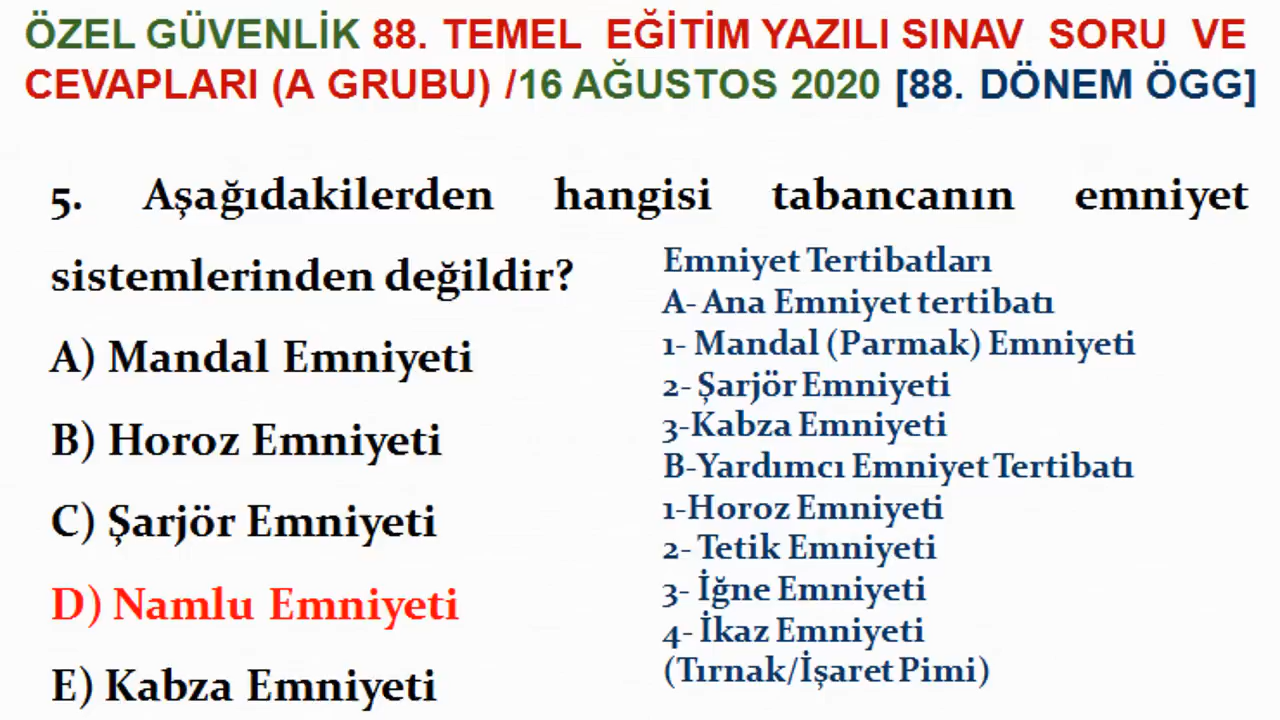 ÖZEL GÜVENLİK 88. TEMEL EĞİTİM YAZILI SINAV SORU VE
CEVAPLARI (A GRUBU) /16 AĞUSTOS 2020 [88. DÖNEM ÖGG]
5. Aşağıdakilerden hangisi tabancanın emniyet
sistemlerinden değildir?
A) Mandal Emniyeti
B) Horoz Emniyeti
C) Şarjör Emniyeti
D) Namlu Emniyeti
E) Kabza Emniyeti
Emniyet Tertibatları
A- Ana Emniyet tertibatı
1- Mandal (Parmak) Emniyeti
2- Şarjör Emniyeti
3-Kabza Emniyeti
B-Yardımcı Emniyet Tertibatı
1-Horoz Emniyeti
2- Tetik Emniyeti
3- İğne Emniyeti
4- İkaz Emniyeti
(Tırnak/İşaret Pimi)